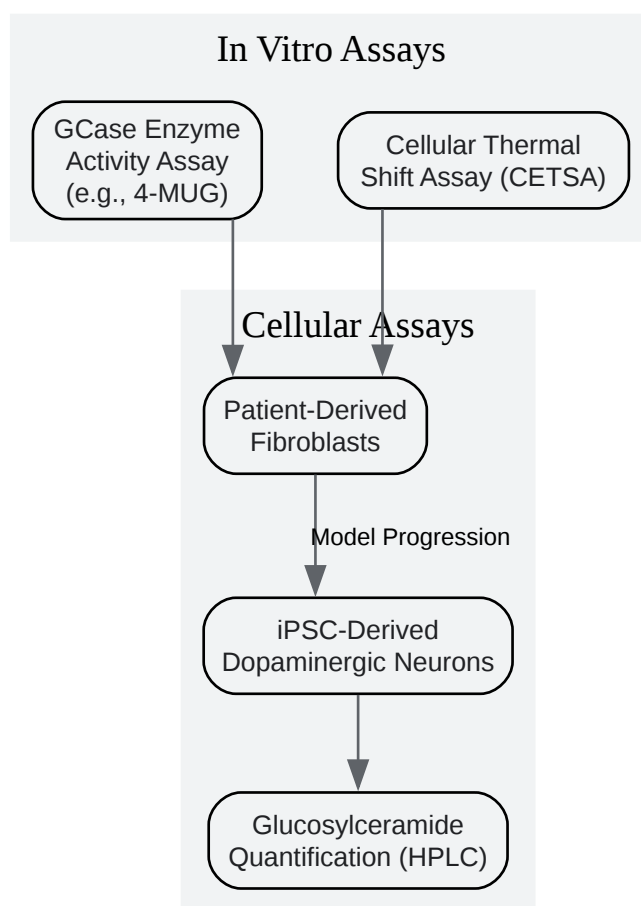 In Vitro Assays
GCase Enzyme
Activity Assay
(e.g., 4-MUG)
Cellular Thermal
Shift Assay (CETSA)
Cellular Assays
Patient-Derived
Fibroblasts
Model Progression
iPSC-Derived
Dopaminergic Neurons
Glucosylceramide
Quantification (HPLC)